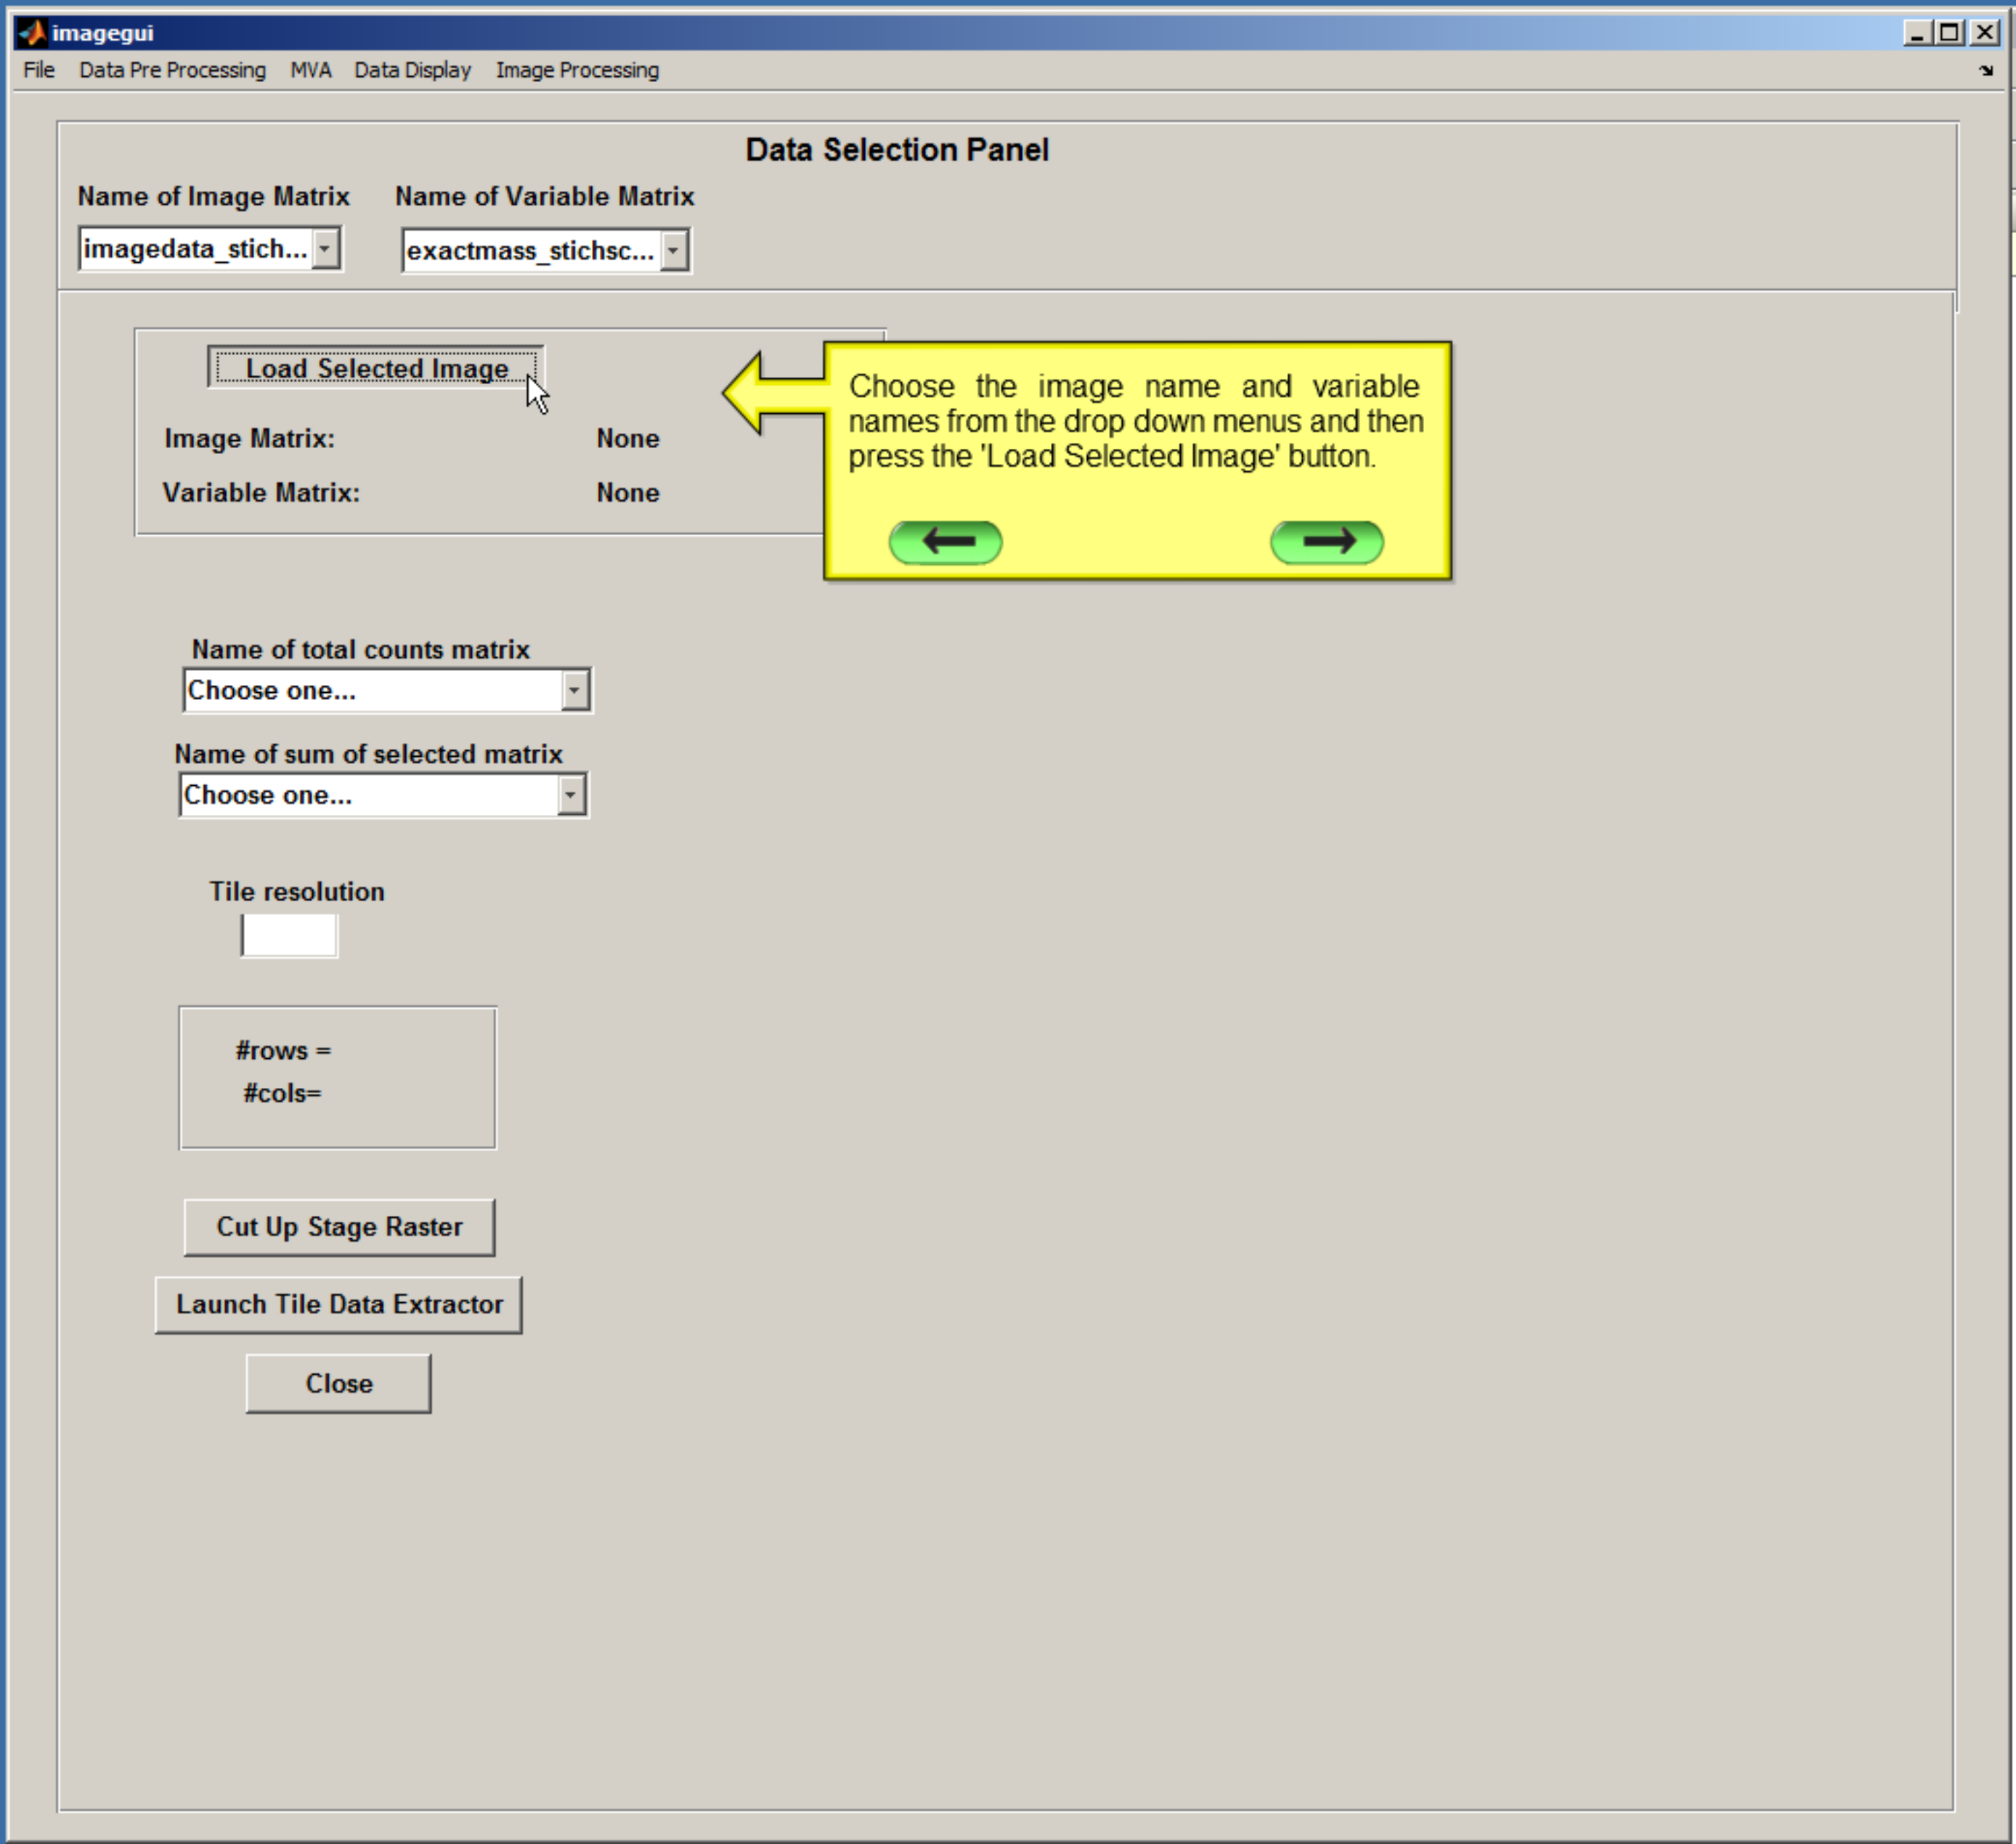 imagegui
File Data Pre Processing MVA Data Display Image Processing
Data Selection Panel
Name of Image Matrix Name of Variable Matrix
imagedata_stich... exactmass_stichsc...
Load Selected Image
Image Matrix: None
Variable Matrix: None
Choose the image name and variable
names from the drop down menus and then
press the 'Load Selected Image' button.
Name of total counts matrix
Choose one...
Name of sum of selected matrix
Choose one...
Tile resolution
#rows =
#cols=
Cut Up Stage Raster
Launch Tile Data Extractor
Close